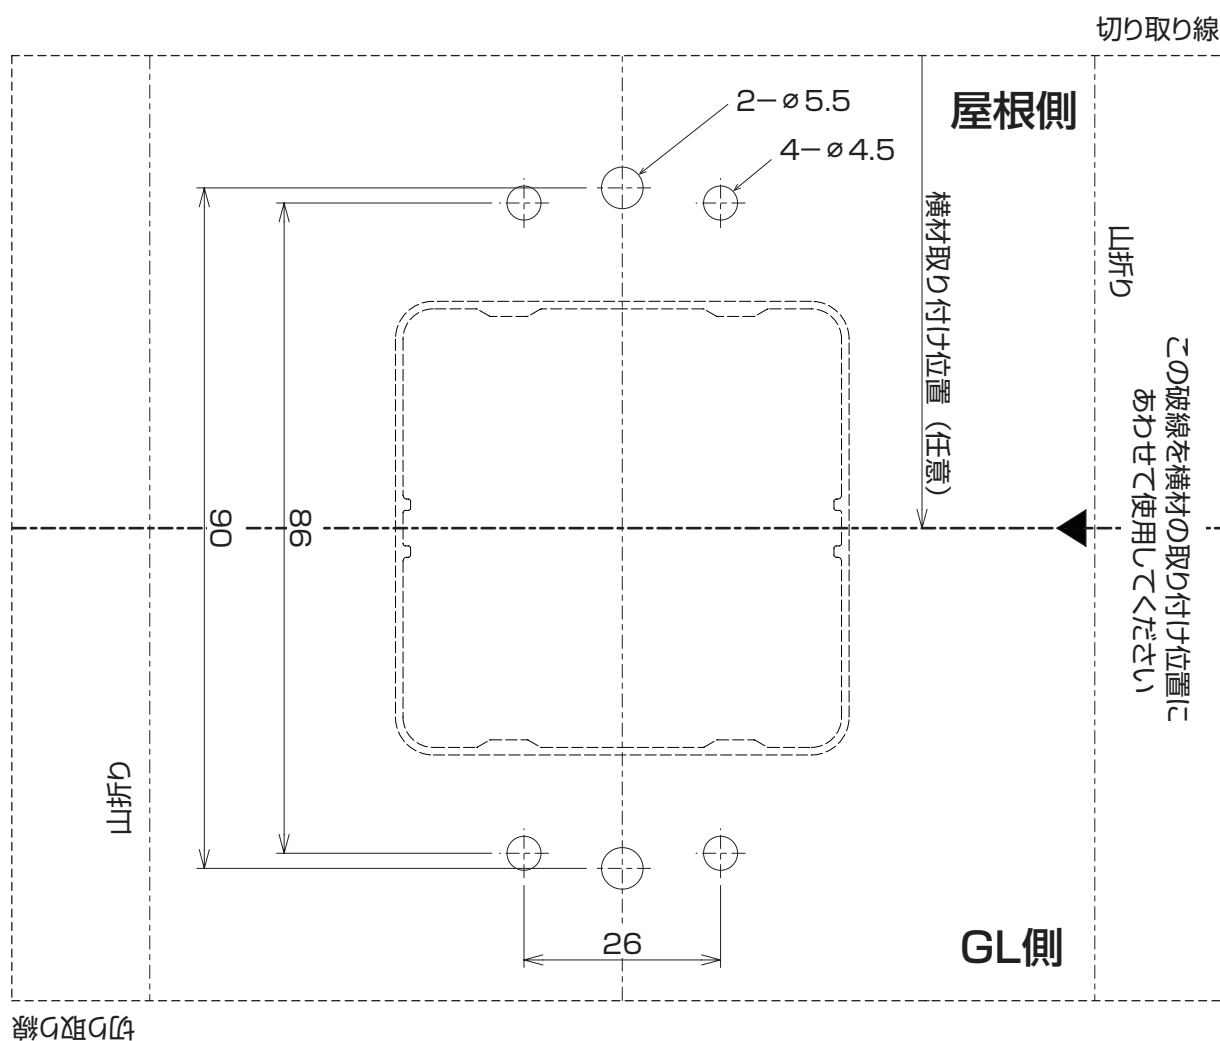 切り取り線
屋根側
2−⌀5.5
4−⌀4.5
横材取り付け位置（任意）
山折り
この破線を横材の取り付け位置に
あわせて使用してください
90
86
山折り
26
GL側
切り取り線